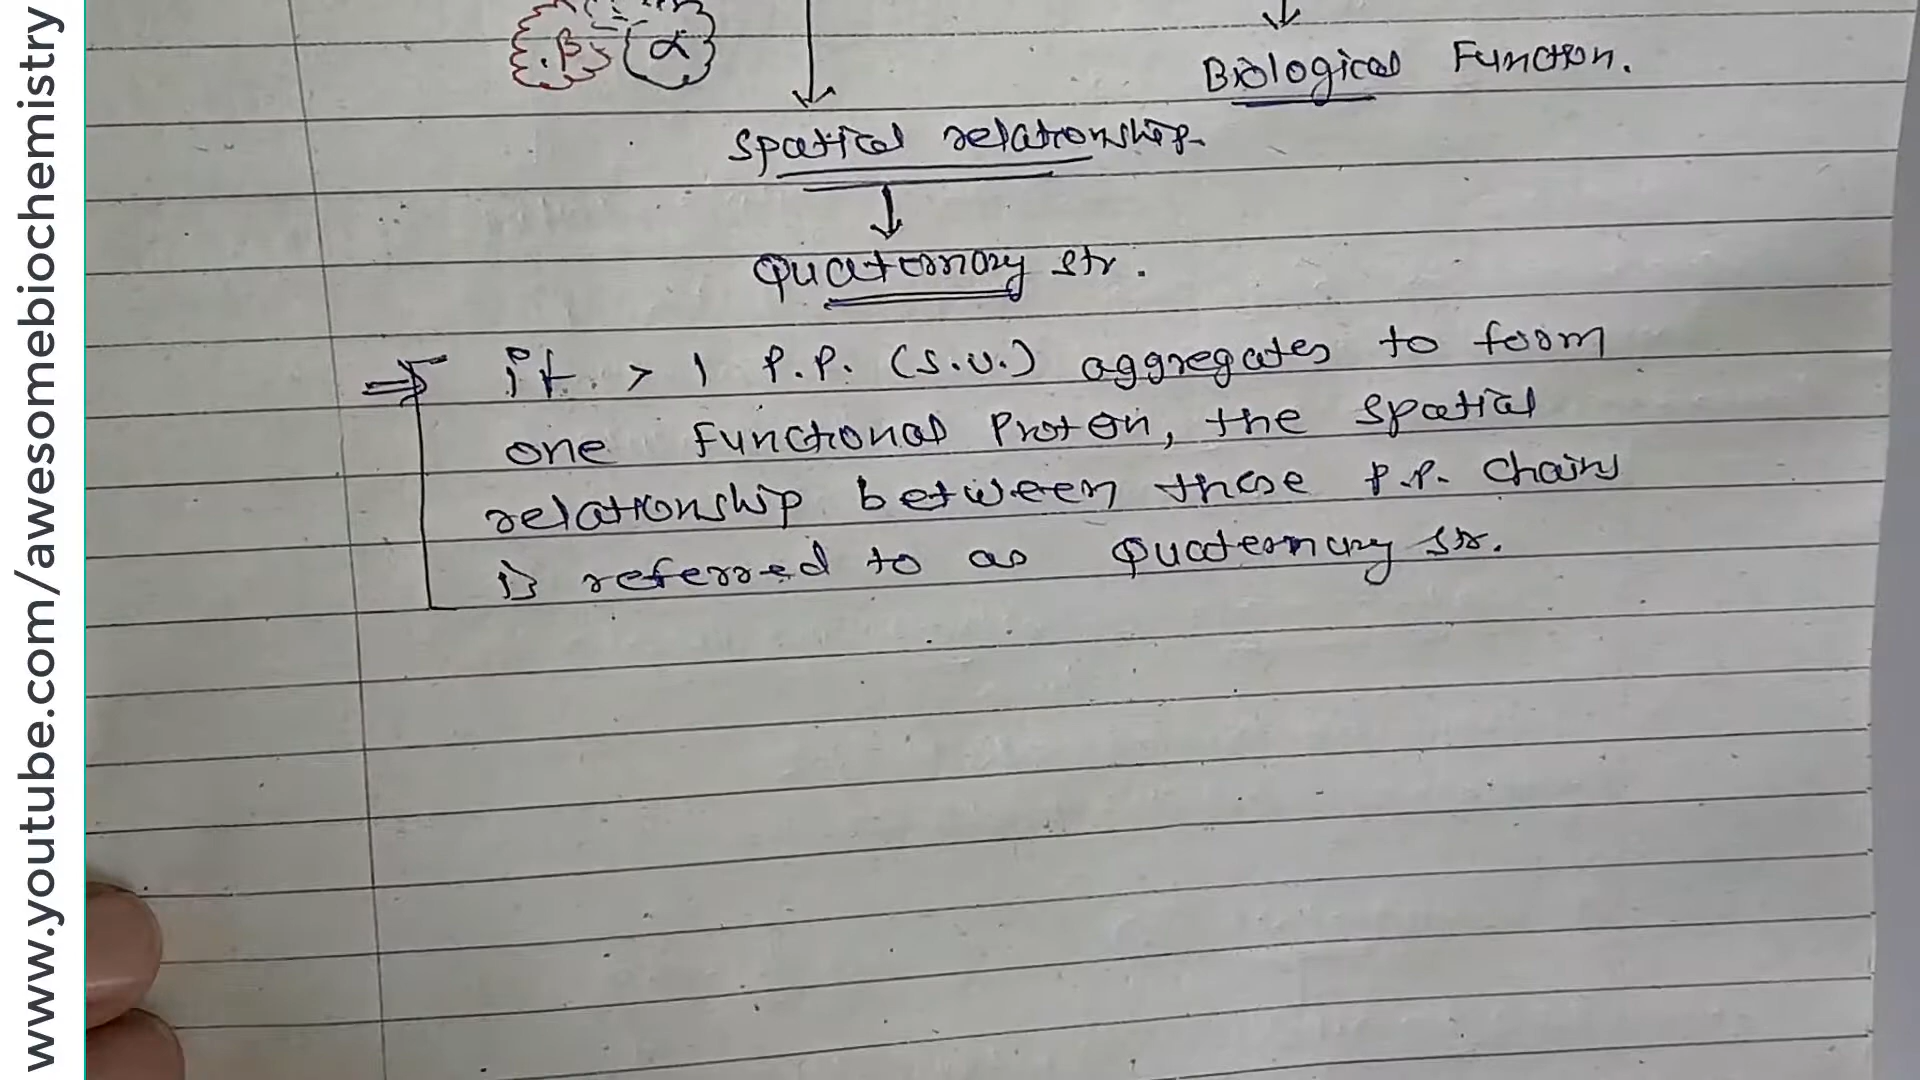 www.youtube.com/awesomebiochemistry
β α
Biological Function.
Spatial relationship.
Quaternary str.
⇒ if > 1 P.P. (S.U.) aggregates to form
one Functional Protein, the spatial
relationship between these P.P. chains
is referred to as Quaternary str.